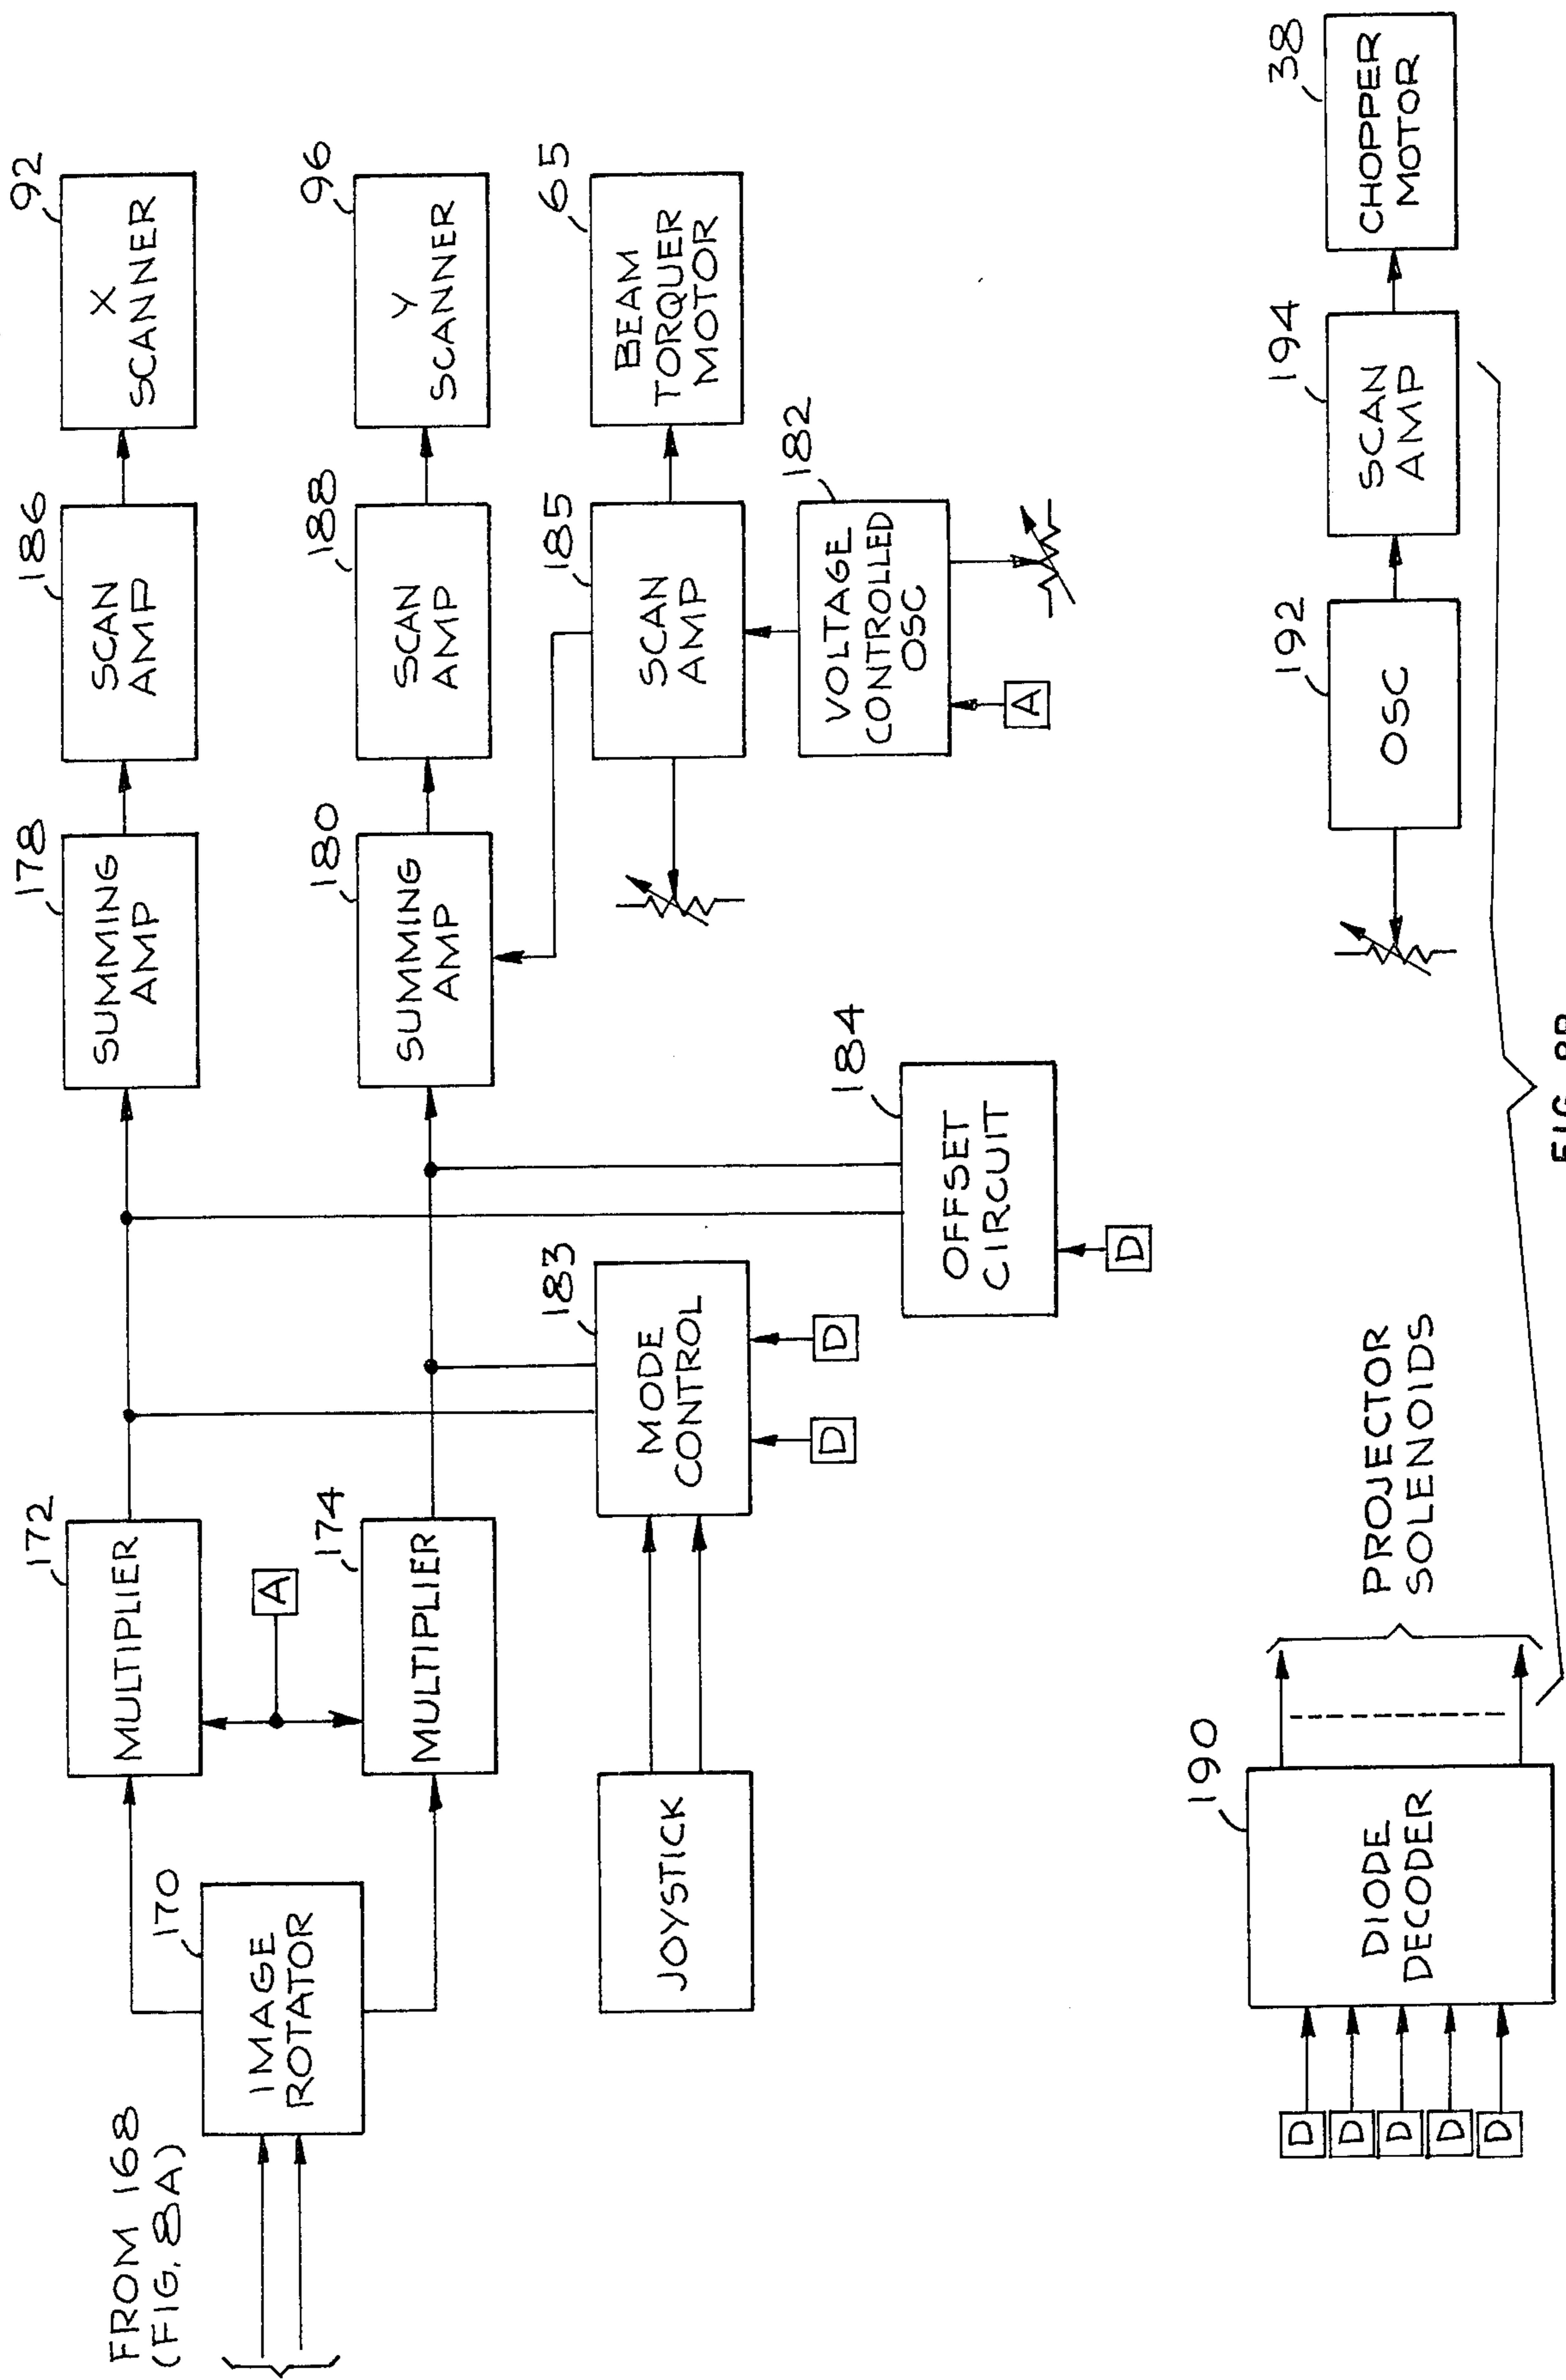 FROM 168
(FIG. 8A)
170
IMAGE
ROTATOR
172
MULTIPLIER
A
174
MULTIPLIER
178
SUMMING
AMP
186
SCAN
AMP
92
X
SCANNER
180
SUMMING
AMP
188
SCAN
AMP
96
Y
SCANNER
JOYSTICK
183
MODE
CONTROL
D
D
184
OFFSET
CIRCUIT
D
185
SCAN
AMP
65
BEAM
TORQUER
MOTOR
182
VOLTAGE
CONTROLLED
OSC
A
D
D
D
D
D
190
DIODE
DECODER
PROJECTOR
SOLENOIDS
192
OSC
194
SCAN
AMP
38
CHOPPER
MOTOR
FIG. 8B